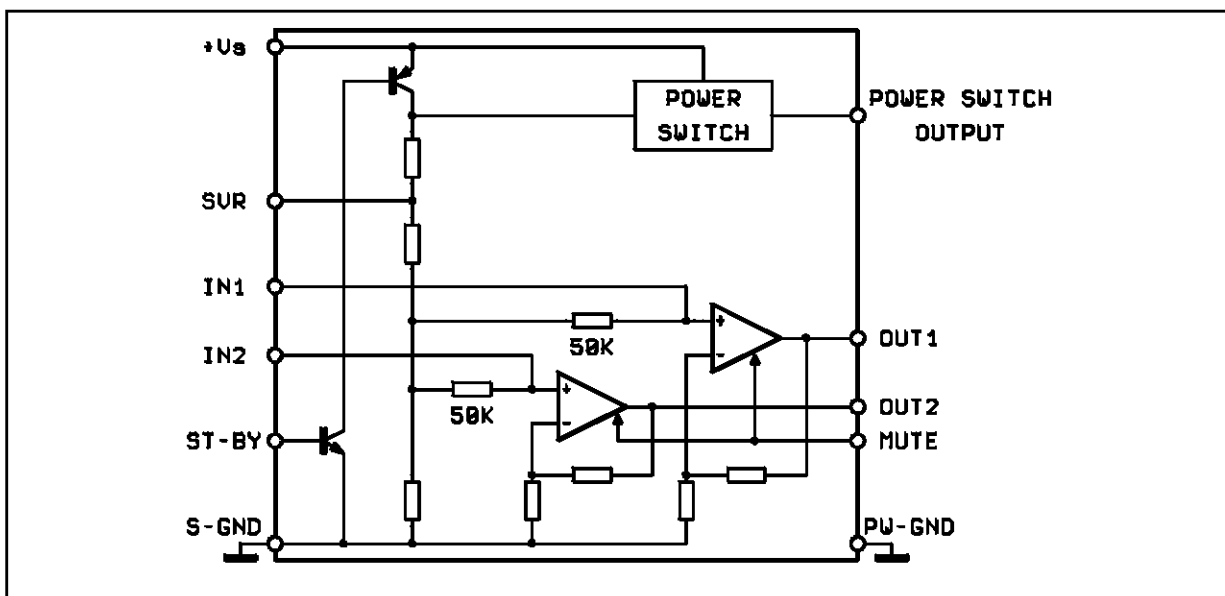 +Vs
POWER
SWITCH
POWER SWITCH
OUTPUT
SVR
IN1
+
-
50K
OUT1
IN2
+
-
50K
OUT2
ST-BY
MUTE
S-GND
PW-GND